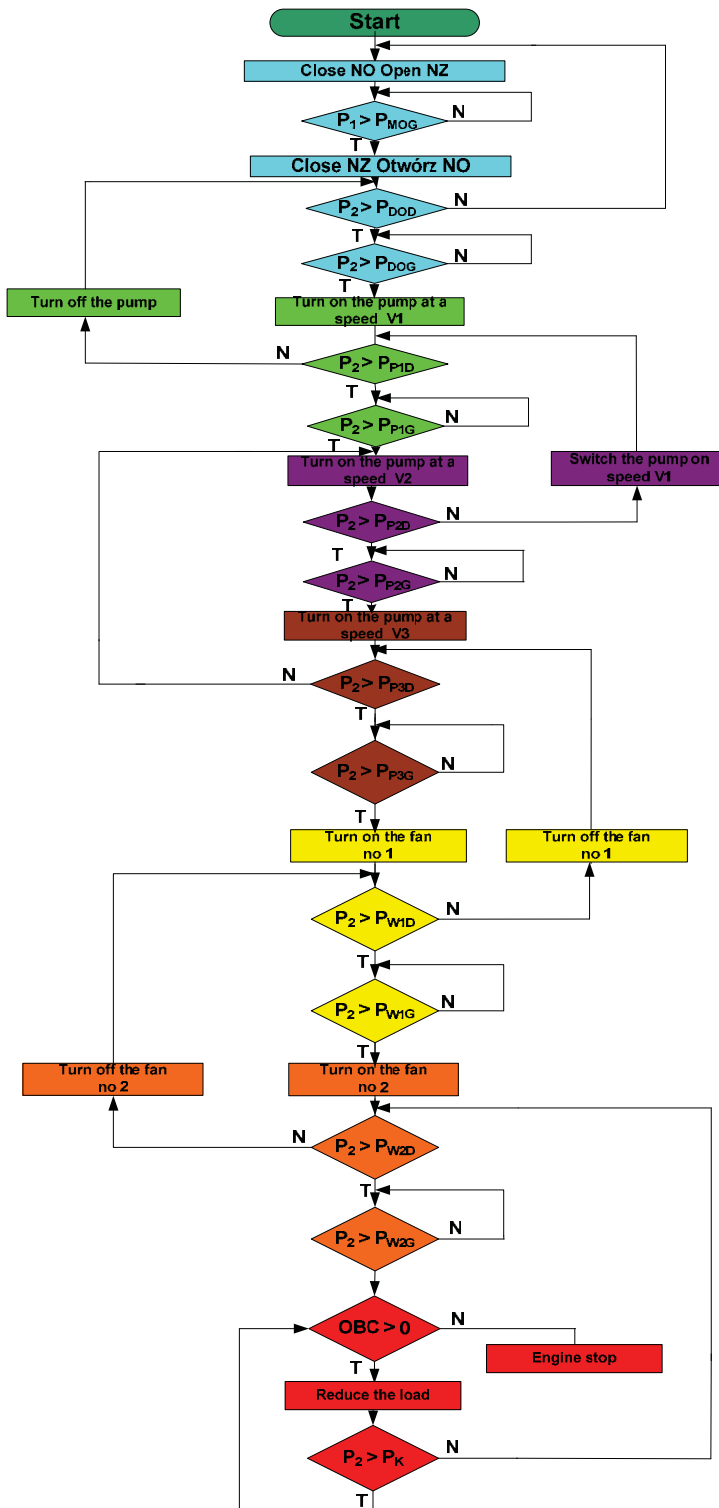 Start
Close NO Open NZ
P1 > PMOG
N
T
Close NZ Otwórz NO
P2 > PDOD
N
T
P2 > PDOG
N
T
Turn off the pump
Turn on the pump at a
speed V1
N
P2 > PP1D
T
P2 > PP1G
N
T
Turn on the pump at a
speed V2
Switch the pump on
speed V1
P2 > PP2D
N
T
P2 > PP2G
N
T
Turn on the pump at a
speed V3
N
P2 > PP3D
T
P2 > PP3G
N
T
Turn on the fan
no 1
Turn off the fan
no 1
P2 > PW1D
N
T
P2 > PW1G
N
T
Turn off the fan
no 2
Turn on the fan
no 2
N
P2 > PW2D
T
P2 > PW2G
N
OBC > 0
N
Engine stop
T
Reduce the load
P2 > PK
N
T